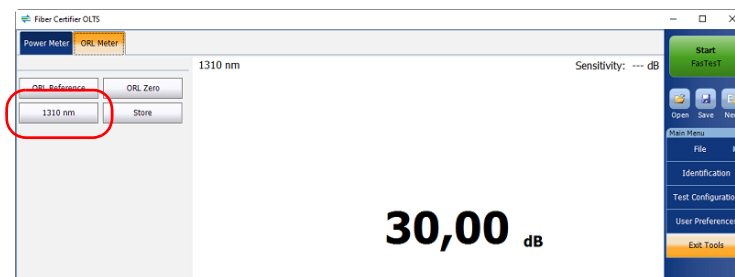 Fiber Certifier OLTS
Power Meter ORL Meter
1310 nm Sensitivity: --- dB
ORL Reference ORL Zero
1310 nm Store
30,00 dB
Start
FasTesT
Open Save
Main Menu
File
Identification
Test Configuration
User Preferences
Exit Tools